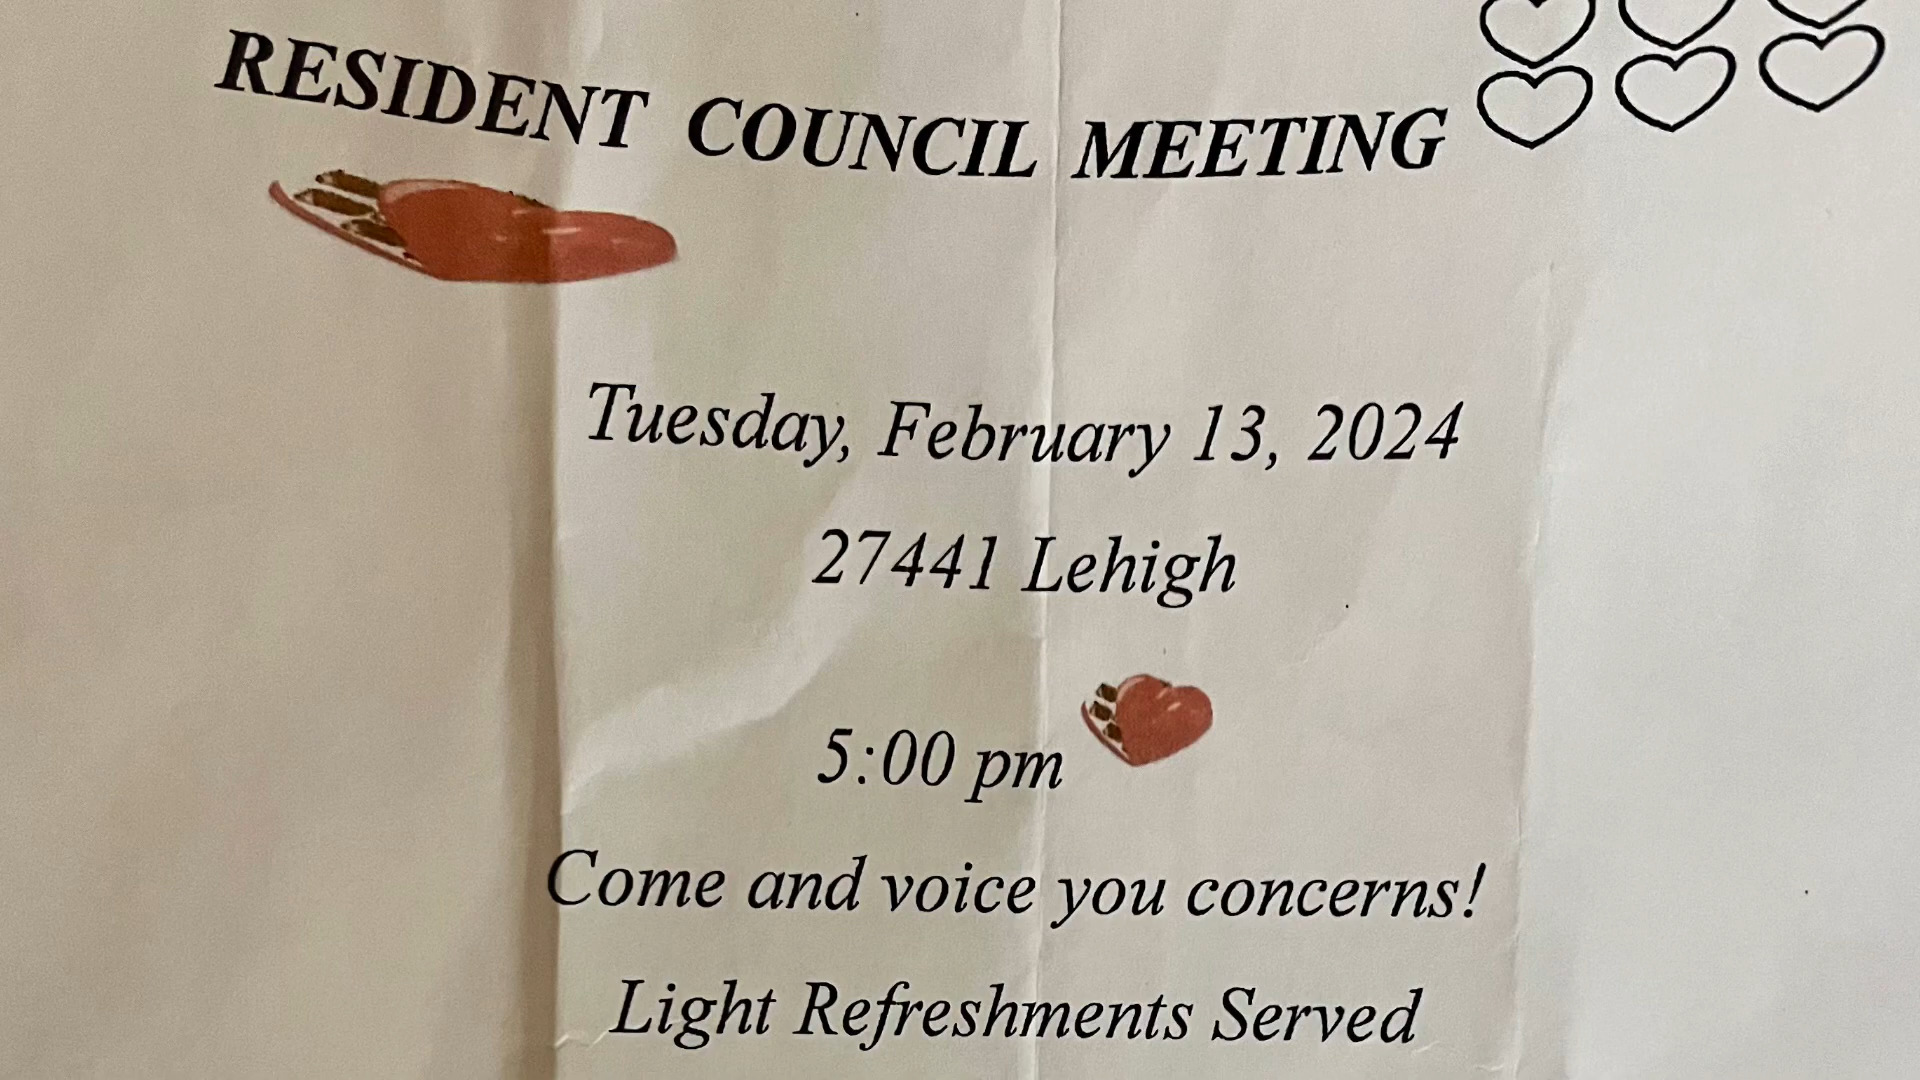 RESIDENT COUNCIL MEETING
Tuesday, February 13, 2024
27441 Lehigh
5:00 pm
Come and voice you concerns!
Light Refreshments Served